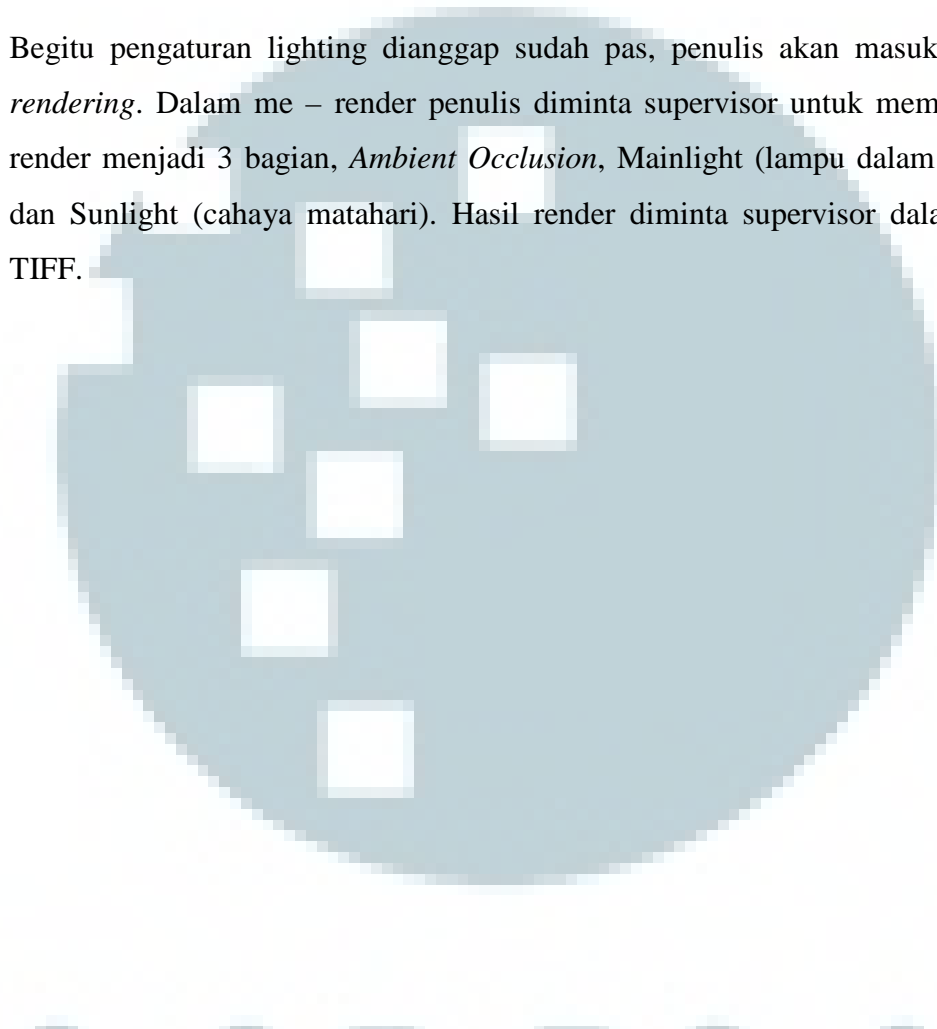 Begitu pengaturan lighting dianggap sudah pas, penulis akan masuk
rendering. Dalam me – render penulis diminta supervisor untuk mem
render menjadi 3 bagian, Ambient Occlusion, Mainlight (lampu dalam
dan Sunlight (cahaya matahari). Hasil render diminta supervisor dala
TIFF.